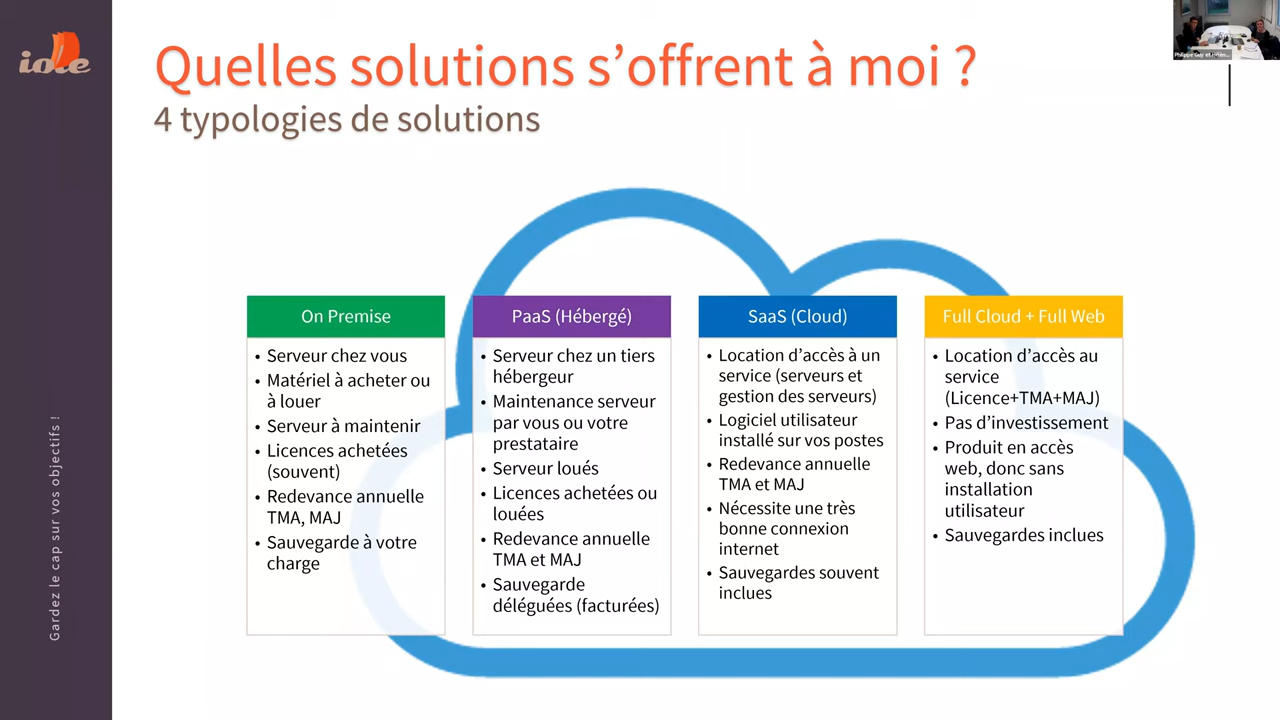 iole
Quelles solutions s’offrent à moi ?
4 typologies de solutions
Gardez le cap sur vos objectifs !
On Premise
• Serveur chez vous
• Matériel à acheter ou
à louer
• Serveur à maintenir
• Licences achetées
(souvent)
• Redevance annuelle
TMA, MAJ
• Sauvegarde à votre
charge
PaaS (Hébergé)
• Serveur chez un tiers
hébergeur
• Maintenance serveur
par vous ou votre
prestataire
• Serveur loués
• Licences achetées ou
louées
• Redevance annuelle
TMA et MAJ
• Sauvegarde
déléguées (facturées)
SaaS (Cloud)
• Location d’accès à un
service (serveurs et
gestion des serveurs)
• Logiciel utilisateur
installé sur vos postes
• Redevance annuelle
TMA et MAJ
• Nécessite une très
bonne connexion
internet
• Sauvegardes souvent
inclues
Full Cloud + Full Web
• Location d’accès au
service
(Licence+TMA+MAJ)
• Pas d’investissement
• Produit en accès
web, donc sans
installation
utilisateur
• Sauvegardes inclues